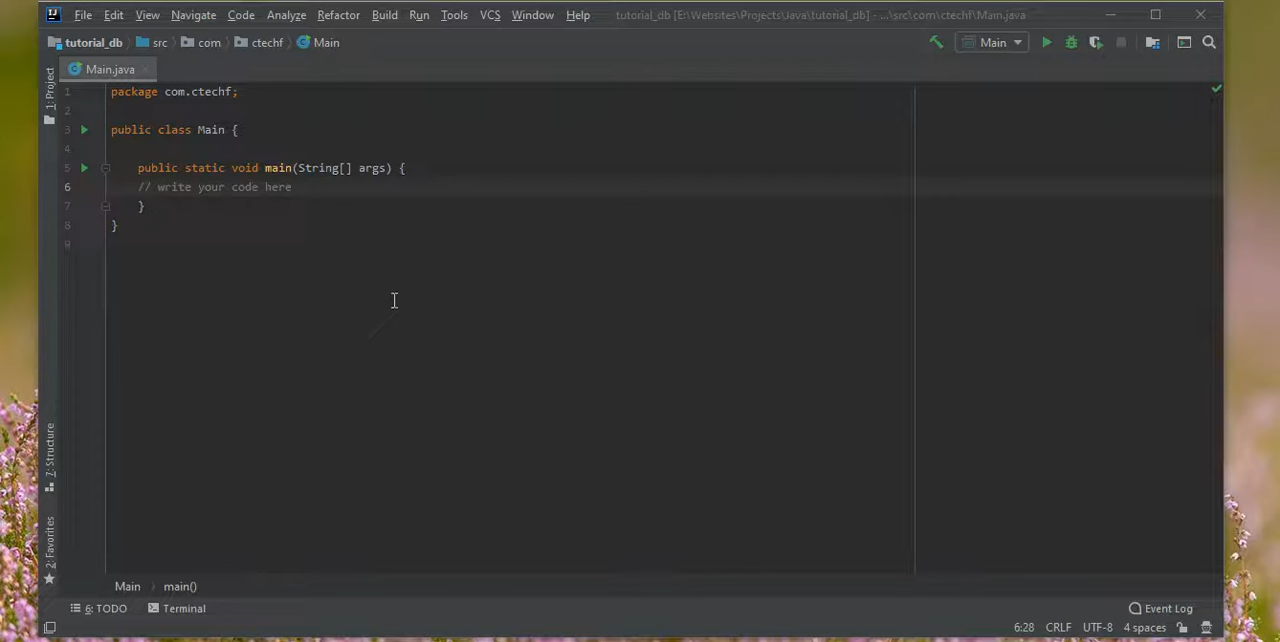 IJ File Edit View Navigate Code Analyze Refactor Build Run Tools VCS Window Help tutorial_db [E:\Websites\Projects\Java\tutorial_db] - ...\src\com\ctechf\Main.java
tutorial_db src com ctechf Main Main
1: Project
Main.java
1 package com.ctechf;
2
3 public class Main {
4
5 public static void main(String[] args) {
6 // write your code here
7 }
8 }
9
7: Structure
2: Favorites
Main main()
6: TODO Terminal Event Log
6:28 CRLF UTF-8 4 spaces